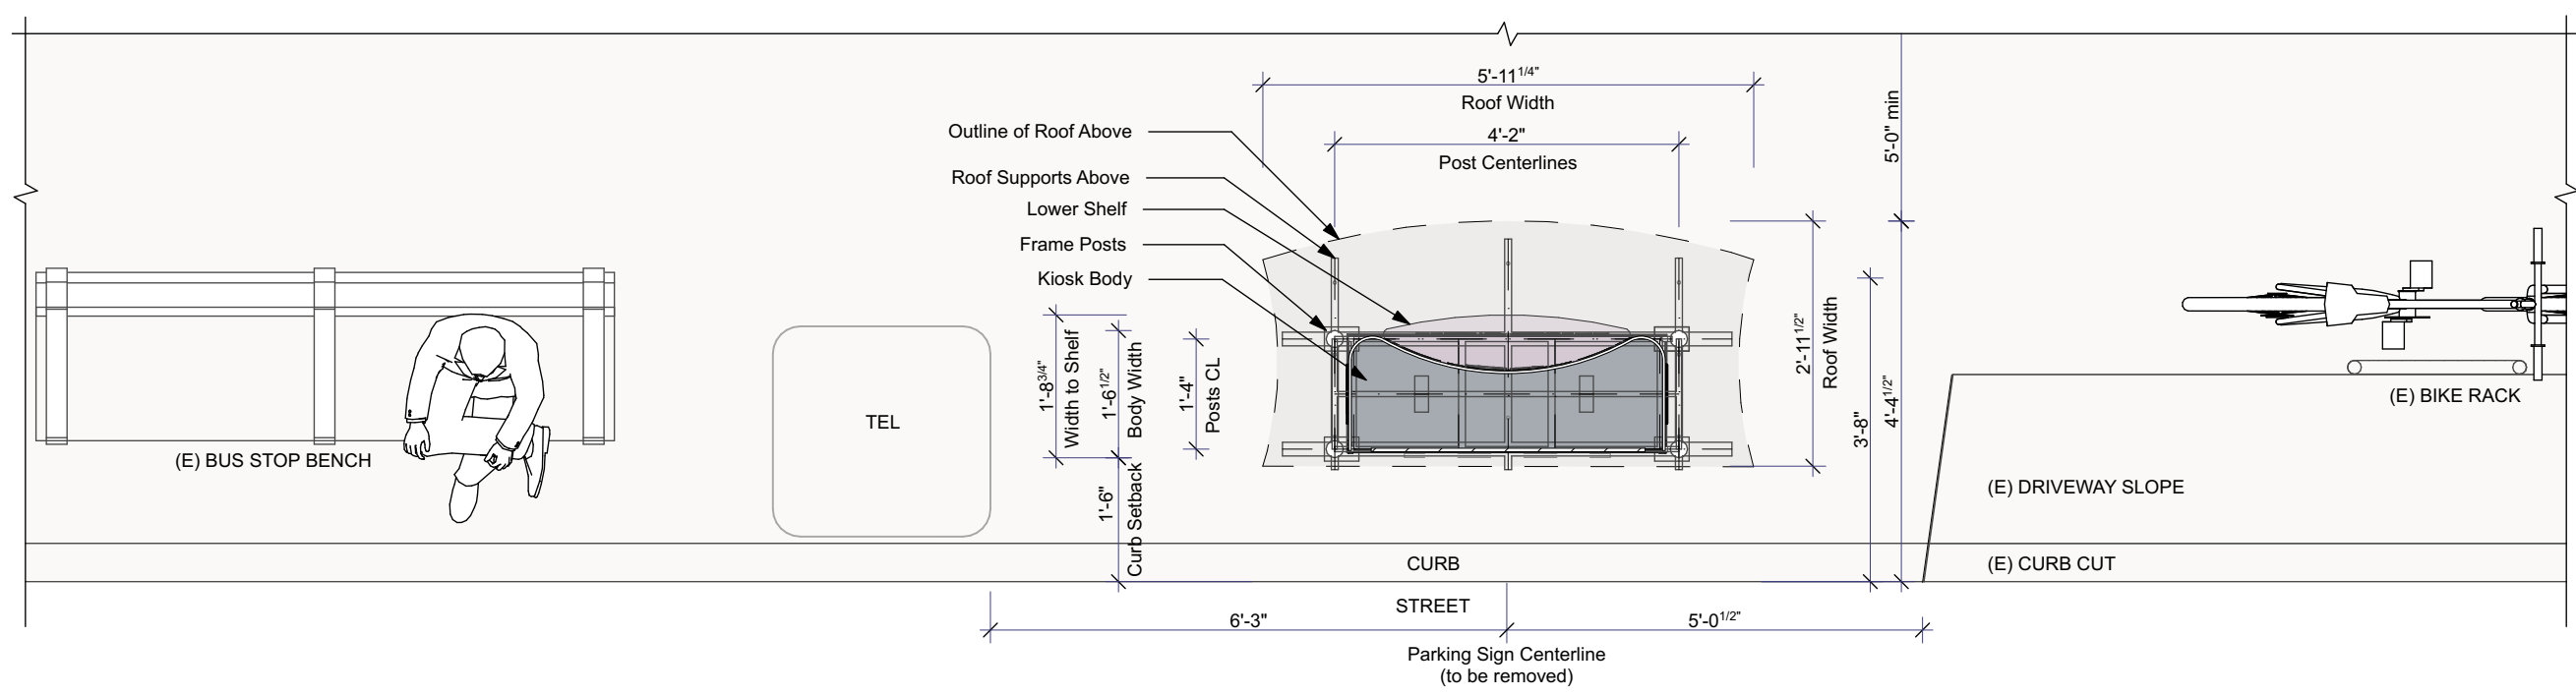 5'-11 1/4"
Roof Width
Outline of Roof Above
4'-2"
Post Centerlines
5'-0" min
Roof Supports Above
Lower Shelf
Frame Posts
Kiosk Body
1'-8 3/4"
Width to Shelf
1'-6 1/2"
Body Width
1'-4"
Posts CL
2'-11 1/2"
Roof Width
3'-8"
4'-4 1/2"
(E) BIKE RACK
TEL
(E) BUS STOP BENCH
1'-6"
Curb Setback
(E) DRIVEWAY SLOPE
CURB
(E) CURB CUT
STREET
6'-3"
5'-0 1/2"
Parking Sign Centerline
(to be removed)